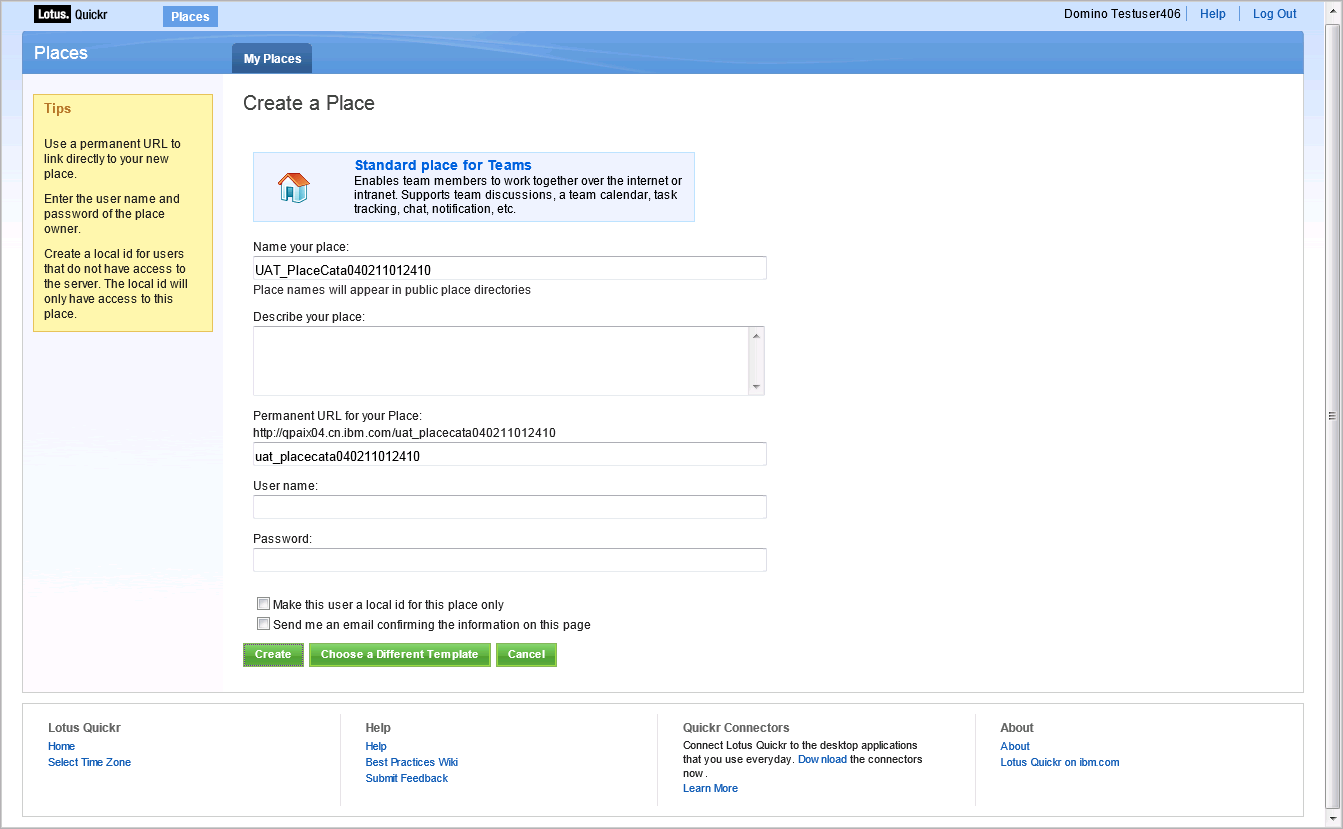 Lotus. Quickr
Places
Domino Testuser406
Help
Log Out
Places
My Places
Tips
Use a permanent URL to
link directly to your new
place.
Enter the user name and
password of the place
owner.
Create a local id for users
that do not have access to
the server. The local id will
only have access to this
place.
Create a Place
Standard place for Teams
Enables team members to work together over the internet or
intranet. Supports team discussions, a team calendar, task
tracking, chat, notification, etc.
Name your place:
UAT_PlaceCata040211012410
Place names will appear in public place directories
Describe your place:
Permanent URL for your Place:
http://qpaix04.cn.ibm.com/uat_placecata040211012410
uat_placecata040211012410
User name:
Password:
Make this user a local id for this place only
Send me an email confirming the information on this page
Create
Choose a Different Template
Cancel
Lotus Quickr
Home
Select Time Zone
Help
Help
Best Practices Wiki
Submit Feedback
Quickr Connectors
Connect Lotus Quickr to the desktop applications
that you use everyday. Download the connectors
now .
Learn More
About
About
Lotus Quickr on ibm.com